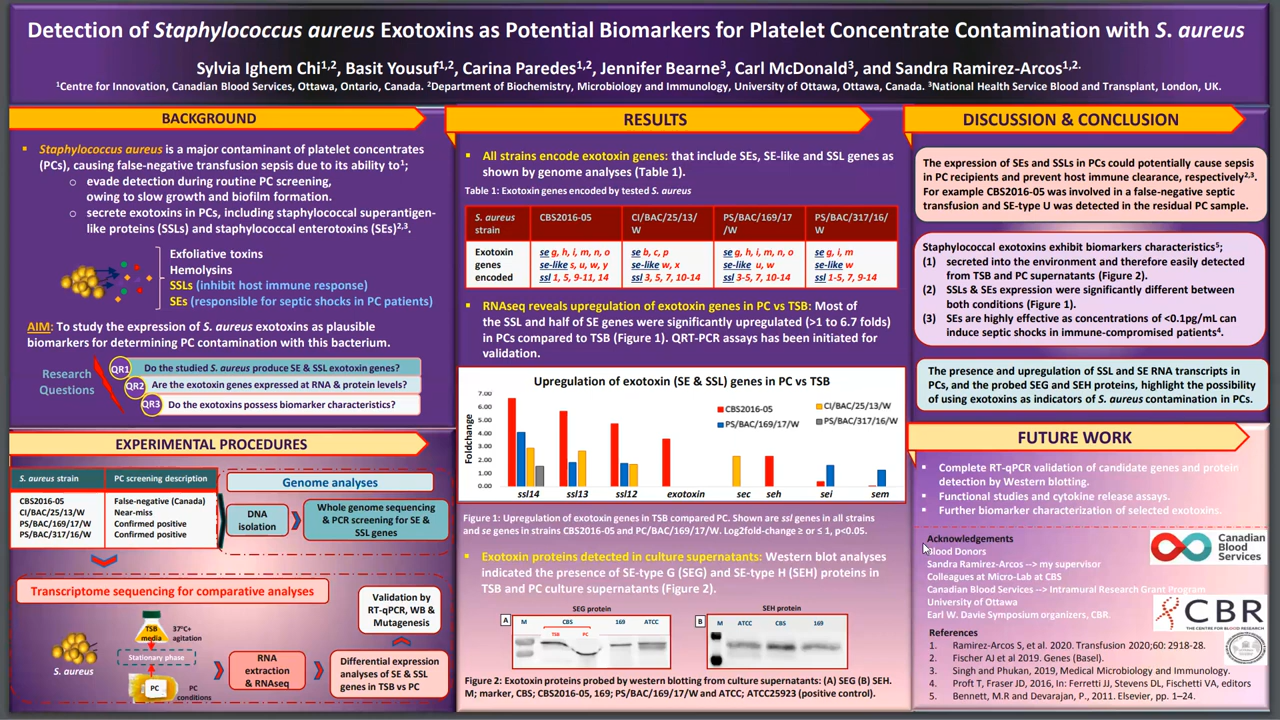 Detection of Staphylococcus aureus Exotoxins as Potential Biomarkers for Platelet Concentrate Contamination with S. aureus
Sylvia Ighem Chi1,2, Basit Yousuf1,2, Carina Paredes1,2, Jennifer Bearne3, Carl McDonald3, and Sandra Ramirez-Arcos1,2.
1Centre for Innovation, Canadian Blood Services, Ottawa, Ontario, Canada. 2Department of Biochemistry, Microbiology and Immunology, University of Ottawa, Ottawa, Canada. 3National Health Service Blood and Transplant, London, UK.
BACKGROUND
Staphylococcus aureus is a major contaminant of platelet concentrates
(PCs), causing false-negative transfusion sepsis due to its ability to1;
evade detection during routine PC screening,
owing to slow growth and biofilm formation.
secrete exotoxins in PCs, including staphylococcal superantigen-
like proteins (SSLs) and staphylococcal enterotoxins (SEs)2,3.
Exfoliative toxins
Hemolysins
SSLs (inhibit host immune response)
SEs (responsible for septic shocks in PC patients)
AIM: To study the expression of S. aureus exotoxins as plausible
biomarkers for determining PC contamination with this bacterium.
Research
Questions
QR1 Do the studied S. aureus produce SE & SSL exotoxin genes?
QR2 Are the exotoxin genes expressed at RNA & protein levels?
QR3 Do the exotoxins possess biomarker characteristics?
EXPERIMENTAL PROCEDURES
S. aureus strain PC screening description
CBS2016-05 False-negative (Canada)
CI/BAC/25/13/W Near-miss
PS/BAC/169/17/W Confirmed positive
PS/BAC/317/16/W Confirmed positive
Genome analyses
DNA
isolation
Whole genome sequencing
& PCR screening for SE &
SSL genes
Transcriptome sequencing for comparative analyses
Validation by
RT-qPCR, WB &
Mutagenesis
TSB
media
37°C+
agitation
Stationary phase
S. aureus
PC
PC
conditions
RNA
extraction
& RNAseq
Differential expression
analyses of SE & SSL
genes in TSB vs PC
RESULTS
All strains encode exotoxin genes: that include SEs, SE-like and SSL genes as
shown by genome analyses (Table 1).
Table 1: Exotoxin genes encoded by tested S. aureus
S. aureus
strain
CBS2016-05
CI/BAC/25/13/
W
PS/BAC/169/17
/W
PS/BAC/317/16/
W
Exotoxin
genes
encoded
se g, h, i, m, n, o
se-like s, u, w, y
ssl 1, 5, 9-11, 14
se b, c, p
se-like w, x
ssl 3, 5, 7, 10-14
se g, h, i, m, n, o
se-like u, w
ssl 3-5, 7, 10-14
se g, i, m
se-like w
ssl 1-5, 7, 9-14
RNAseq reveals upregulation of exotoxin genes in PC vs TSB: Most of
the SSL and half of SE genes were significantly upregulated (>1 to 6.7 folds)
in PCs compared to TSB (Figure 1). QRT-PCR assays has been initiated for
validation.
Upregulation of exotoxin (SE & SSL) genes in PC vs TSB
Foldchange
7.00
6.00
5.00
4.00
3.00
2.00
1.00
0.00
CBS2016-05
CI/BAC/25/13/W
PS/BAC/169/17/W
PS/BAC/317/16/W
ssl14 ssl13 ssl12 exotoxin sec seh sei sem
Figure 1: Upregulation of exotoxin genes in TSB compared PC. Shown are ssl genes in all strains
and se genes in strains CBS2016-05 and PC/BAC/169/17/W. Log2fold-change ≥ or ≤ 1, p<0.05.
Exotoxin proteins detected in culture supernatants: Western blot analyses
indicated the presence of SE-type G (SEG) and SE-type H (SEH) proteins in
TSB and PC culture supernatants (Figure 2).
SEG protein
A M CBS 169 ATCC
TSB PC
SEH protein
B M ATCC CBS 169
Figure 2: Exotoxin proteins probed by western blotting from culture supernatants: (A) SEG (B) SEH.
M; marker, CBS; CBS2016-05, 169; PS/BAC/169/17/W and ATCC; ATCC25923 (positive control).
DISCUSSION & CONCLUSION
The expression of SEs and SSLs in PCs could potentially cause sepsis
in PC recipients and prevent host immune clearance, respectively2,3.
For example CBS2016-05 was involved in a false-negative septic
transfusion and SE-type U was detected in the residual PC sample.
Staphylococcal exotoxins exhibit biomarkers characteristics5;
(1) secreted into the environment and therefore easily detected
from TSB and PC supernatants (Figure 2).
(2) SSLs & SEs expression were significantly different between
both conditions (Figure 1).
(3) SEs are highly effective as concentrations of <0.1pg/mL can
induce septic shocks in immune-compromised patients4.
The presence and upregulation of SSL and SE RNA transcripts in
PCs, and the probed SEG and SEH proteins, highlight the possibility
of using exotoxins as indicators of S. aureus contamination in PCs.
FUTURE WORK
Complete RT-qPCR validation of candidate genes and protein
detection by Western blotting.
Functional studies and cytokine release assays.
Further biomarker characterization of selected exotoxins.
Acknowledgements
Blood Donors
Sandra Ramirez-Arcos --> my supervisor
Colleagues at Micro-Lab at CBS
Canadian Blood Services --> Intramural Research Grant Program
University of Ottawa
Earl W. Davie Symposium organizers, CBR.
Canadian
Blood
Services
CBR
THE CENTRE FOR BLOOD RESEARCH
References
1. Ramirez-Arcos S, et al. 2020. Transfusion 2020;60: 2918-28.
2. Fischer AJ et al 2019. Genes (Basel).
3. Singh and Phukan, 2019, Medical Microbiology and Immunology.
4. Proft T, Fraser JD, 2016, In: Ferretti JJ, Stevens DL, Fischetti VA, editors
5. Bennett, M.R and Devarajan, P., 2011. Elsevier, pp. 1–24.